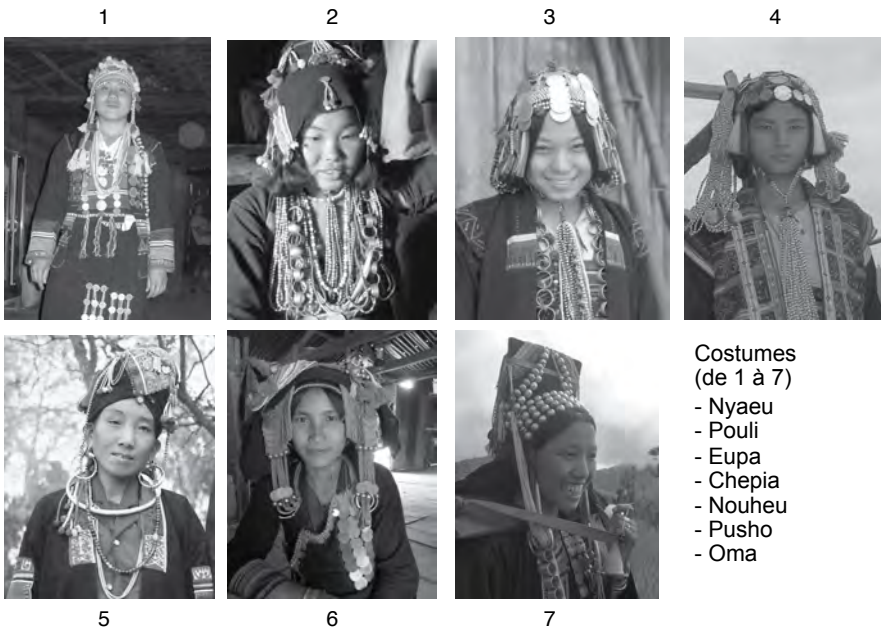 1
2
3
4
Costumes
(de 1 à 7)
- Nyaeu
- Pouli
- Eupa
- Chepia
- Nouheu
- Pusho
- Oma
5
6
7